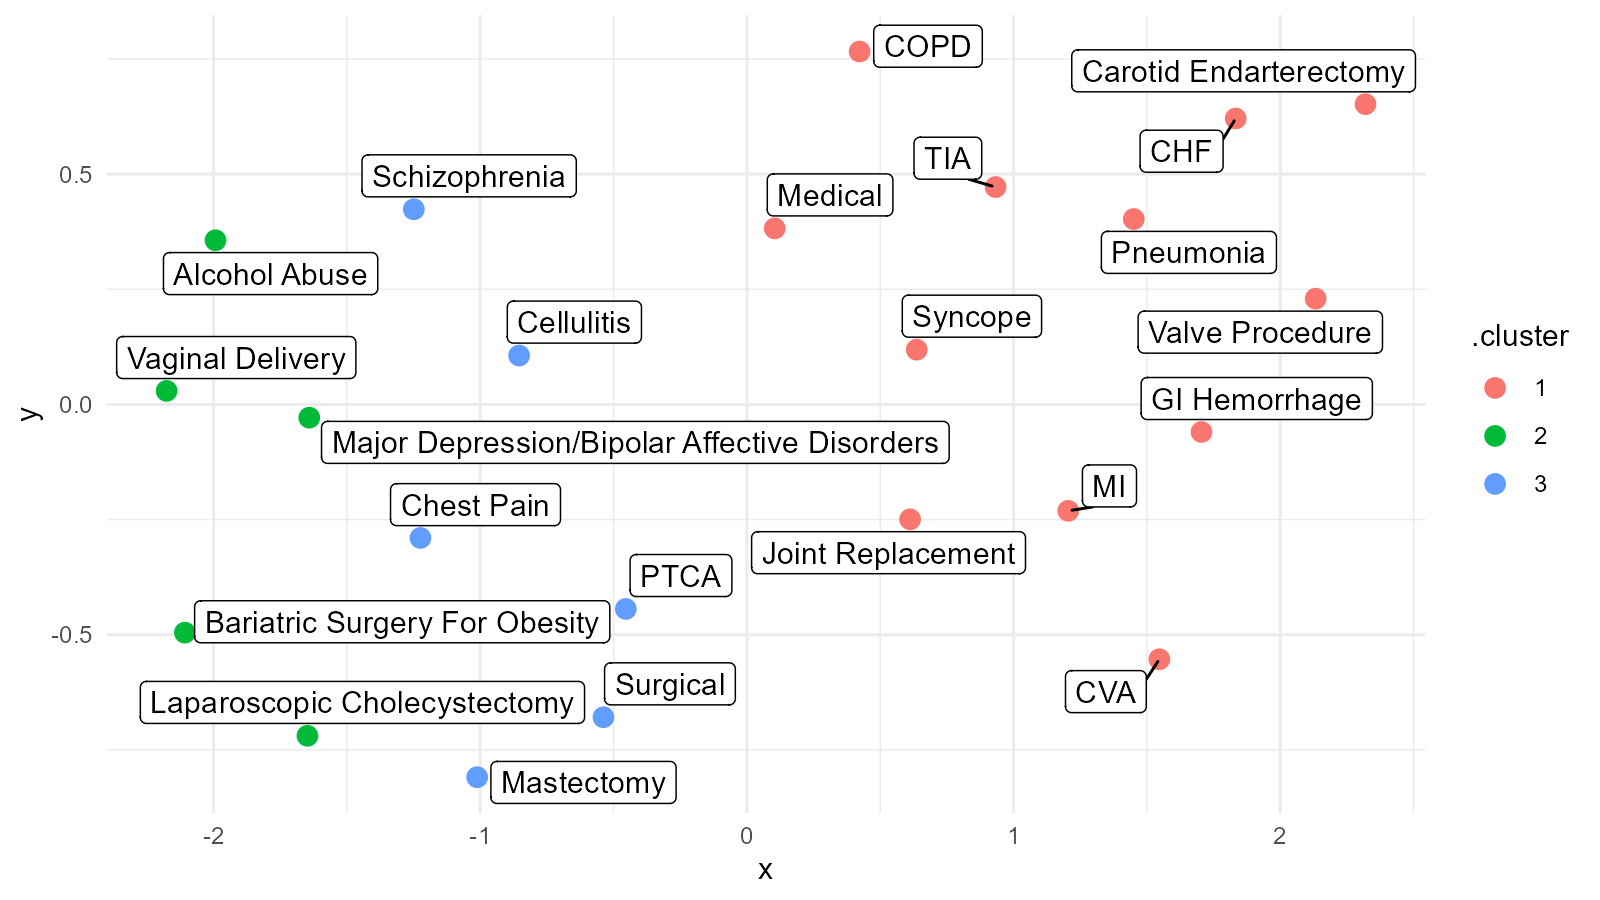 COPD
Carotid Endarterectomy
CHF
TIA
Schizophrenia
Medical
Pneumonia
Alcohol Abuse
Cellulitis
Syncope
Valve Procedure
Vaginal Delivery
GI Hemorrhage
Major Depression/Bipolar Affective Disorders
MI
Chest Pain
Joint Replacement
PTCA
Bariatric Surgery For Obesity
Surgical
CVA
Laparoscopic Cholecystectomy
Mastectomy
0.5
0.0
-0.5
y
-2
-1
0
1
2
x
.cluster
1
2
3